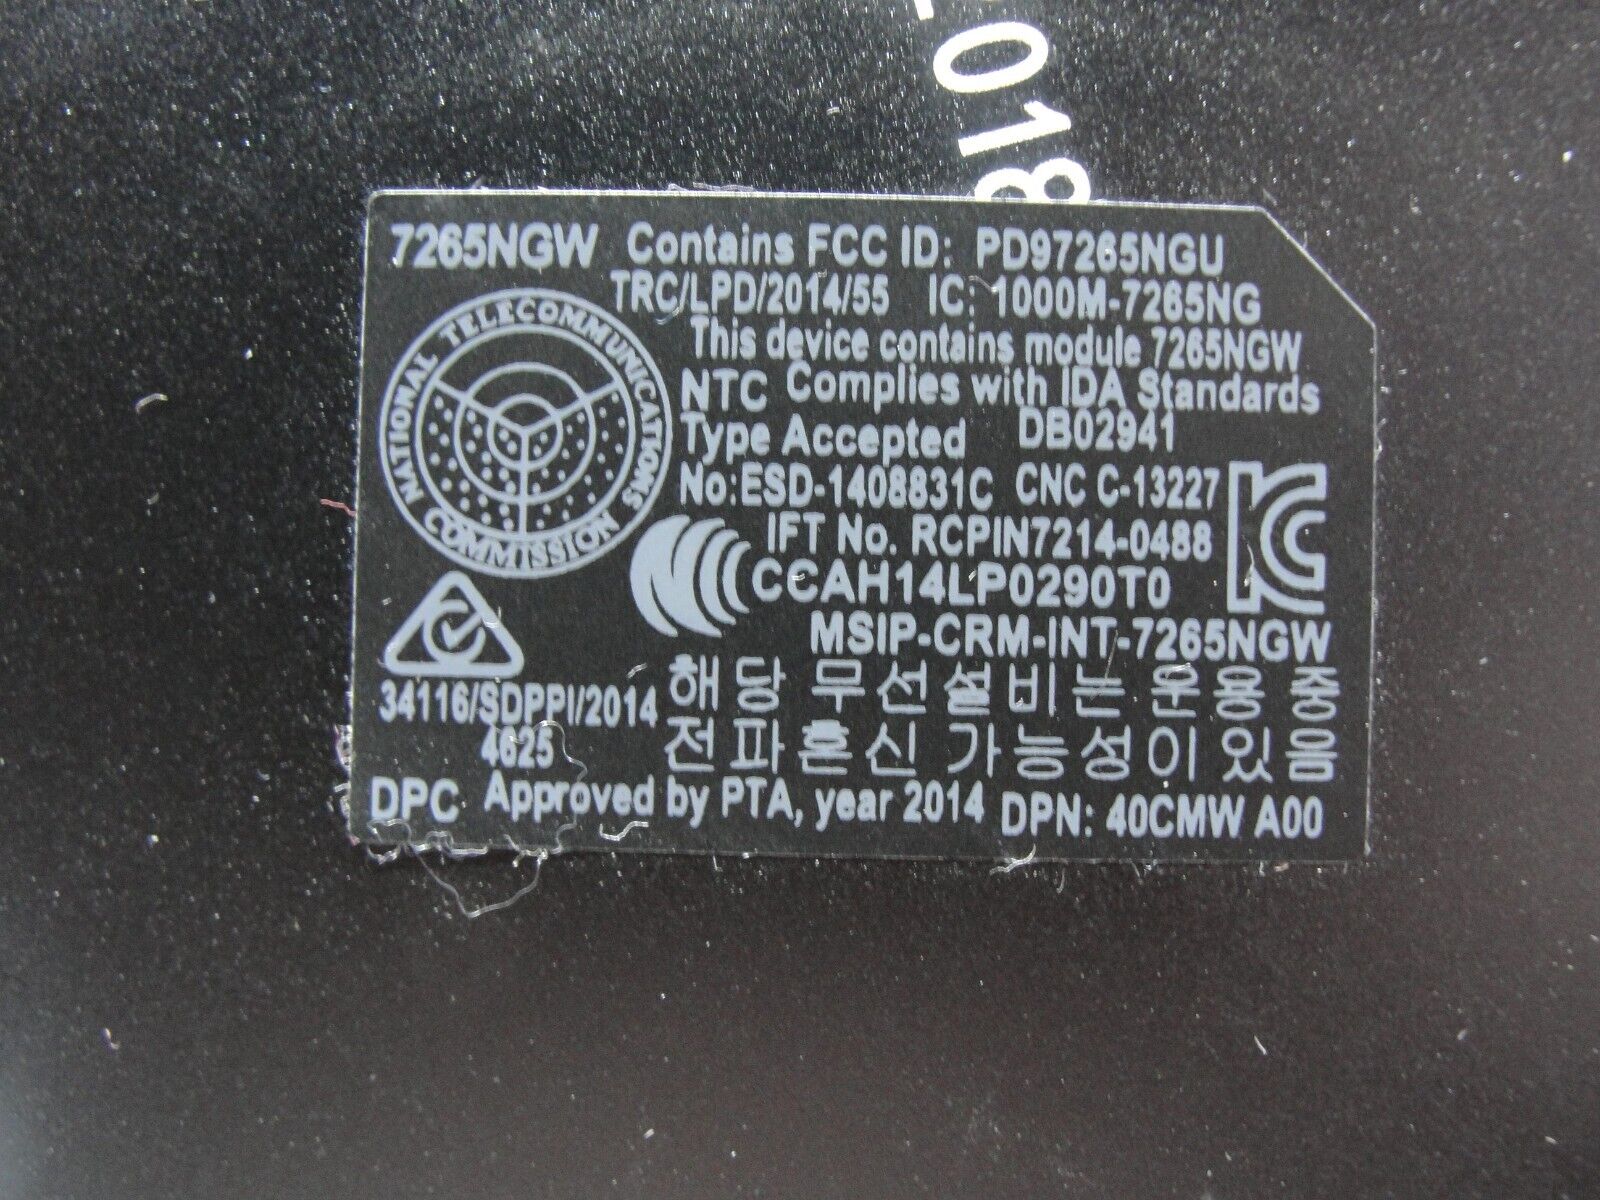 _018
7265NGW Contains FCC ID: PD97265NGU
TRC/LPD/2014/55 IC: 1000M-7265NG
This device contains module 7265NGW
NATIONAL TELECOMMUNICATIONS COMMISSION
NTC Complies with IDA Standards
Type Accepted DB02941
No:ESD-1408831C CNC C-13227
IFT No. RCPIN7214-0488
CCAH14LP0290T0
MSIP-CRM-INT-7265NGW
34116/SDPPI/2014
4625
해당 무선설비는 운용 중
전파혼신 가능성이 있음
DPC Approved by PTA, year 2014 DPN: 40CMW A00